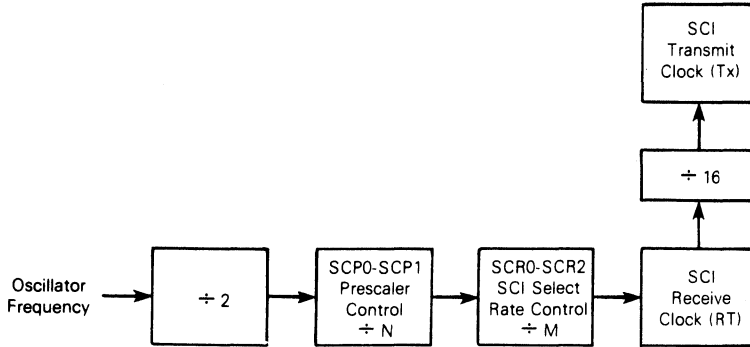 SCI
Transmit
Clock (Tx)
÷ 16
Oscillator
Frequency
÷ 2
SCP0-SCP1
Prescaler
Control
÷ N
SCR0-SCR2
SCI Select
Rate Control
÷ M
SCI
Receive
Clock (RT)